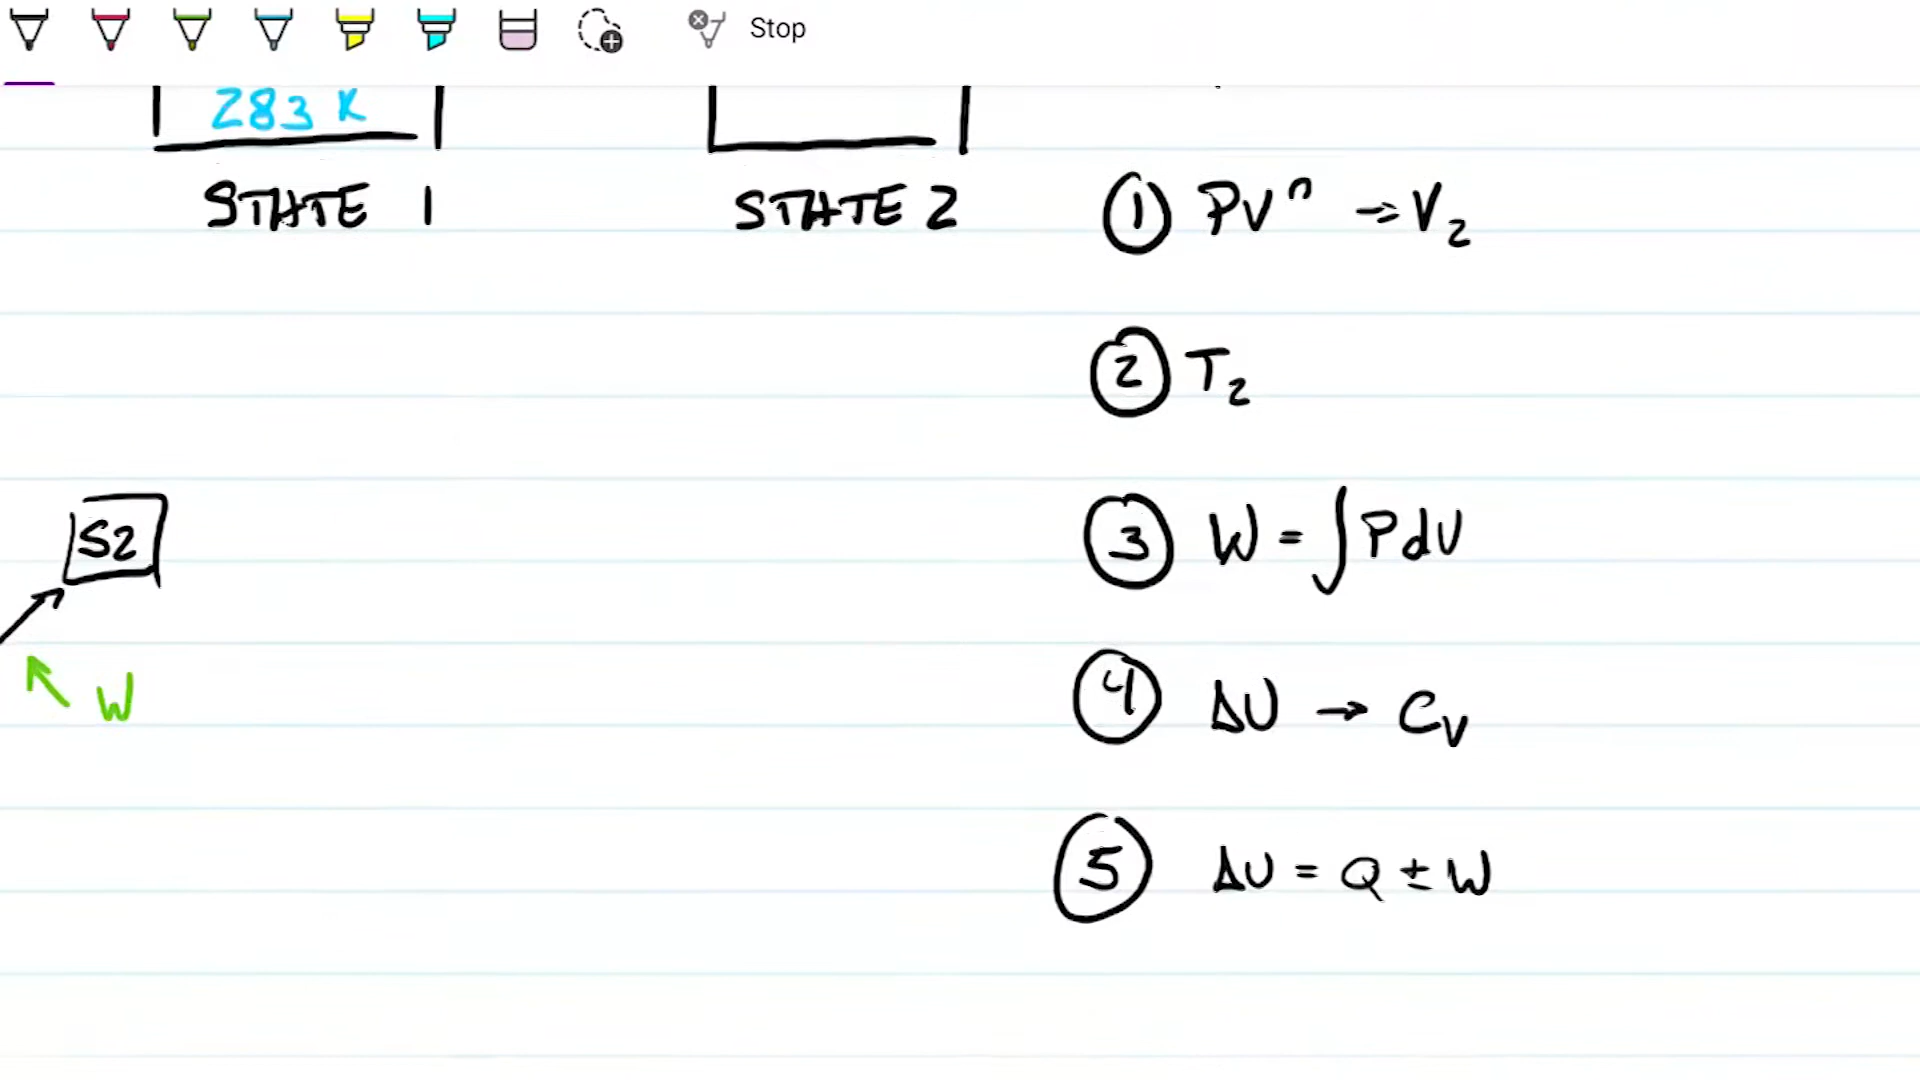 Stop
283 K
STATE 1
STATE 2
① PVⁿ → V₂
② T₂
③ W = ∫PdV
S2
W
④ ΔU → Cᵥ
⑤ ΔU = Q ± W